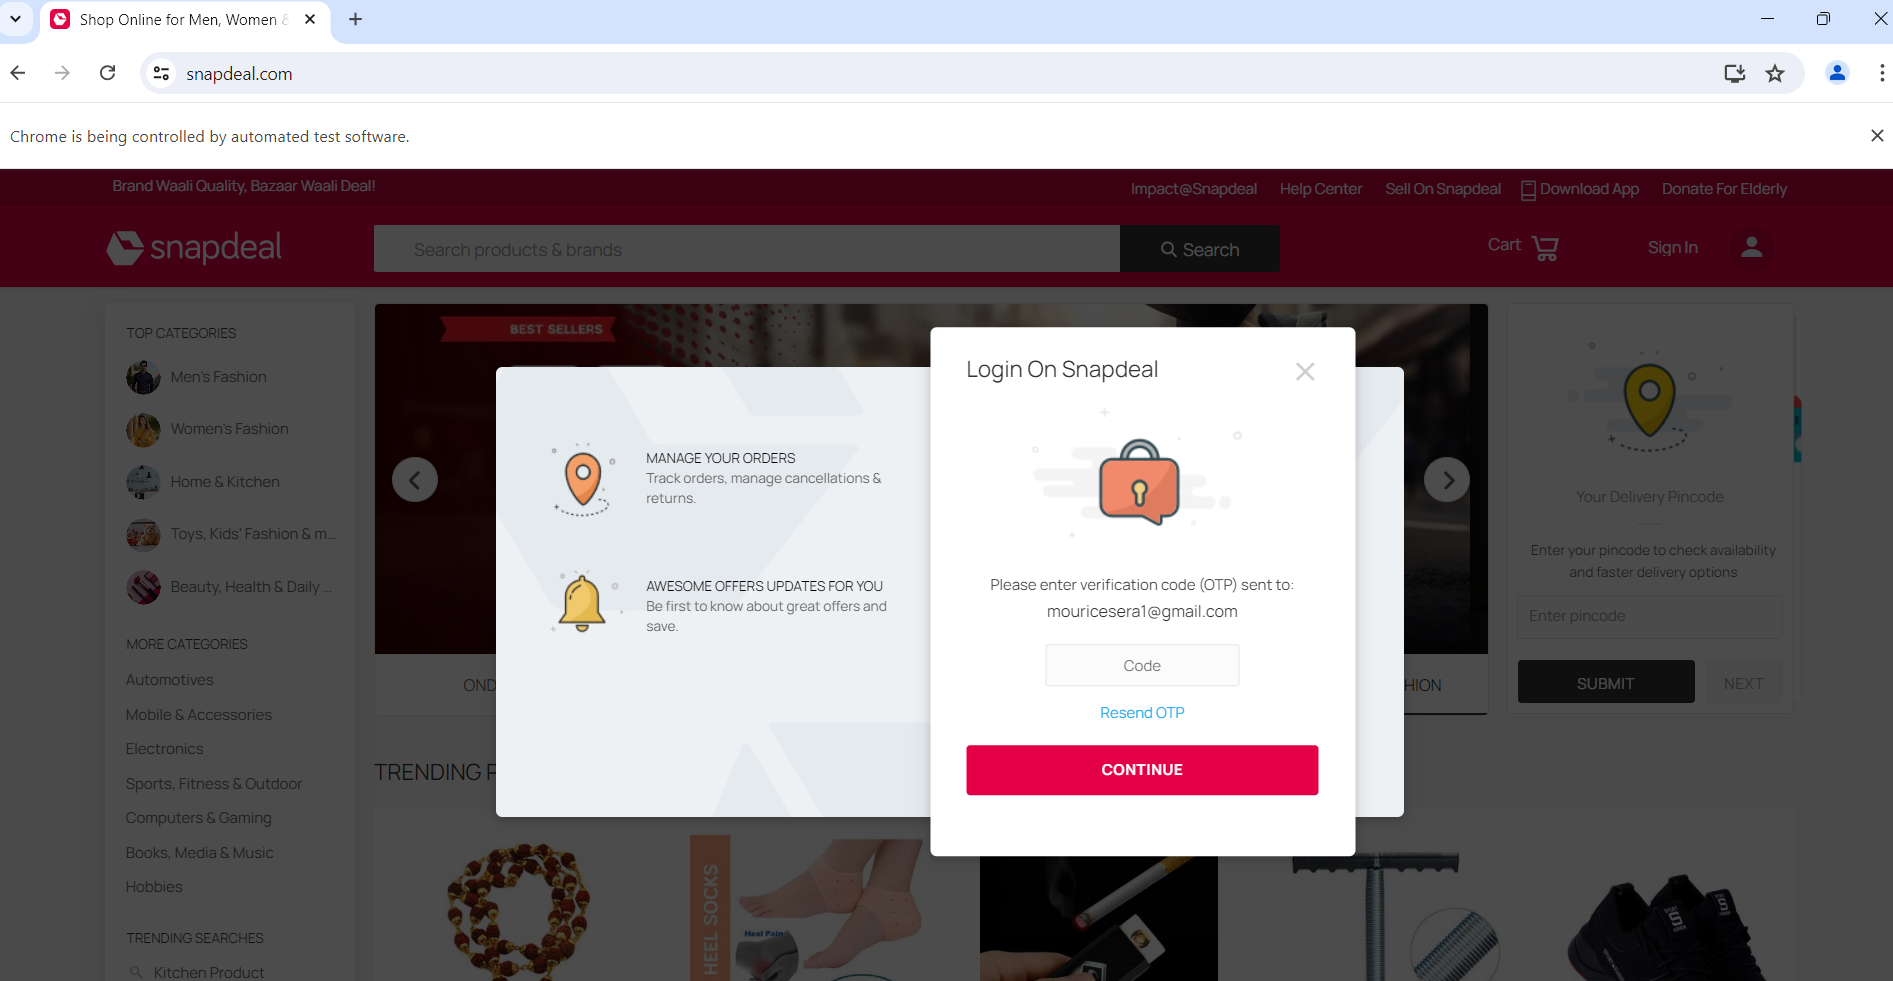 Shop Online for Men, Women &
snapdeal.com
Chrome is being controlled by automated test software.
Brand Waali Quality, Bazaar Waali Deal!
Impact@Snapdeal
Help Center
Sell On Snapdeal
Download App
Donate For Elderly
snapdeal
Search products & brands
Search
Cart
Sign In
TOP CATEGORIES
Men's Fashion
Women's Fashion
Home & Kitchen
Toys, Kids' Fashion & m...
Beauty, Health & Daily ...
MORE CATEGORIES
Automotives
Mobile & Accessories
Electronics
Sports, Fitness & Outdoor
Computers & Gaming
Books, Media & Music
Hobbies
TRENDING SEARCHES
Kitchen Product
BEST SELLERS
MANAGE YOUR ORDERS
Track orders, manage cancellations &
returns.
AWESOME OFFERS UPDATES FOR YOU
Be first to know about great offers and
save.
Login On Snapdeal
Please enter verification code (OTP) sent to:
mouricesera1@gmail.com
Code
Resend OTP
CONTINUE
Your Delivery Pincode
Enter your pincode to check availability
and faster delivery options
Enter pincode
SUBMIT
NEXT
OND
HION
TRENDING P
HEEL SOCKS
Heel Pain